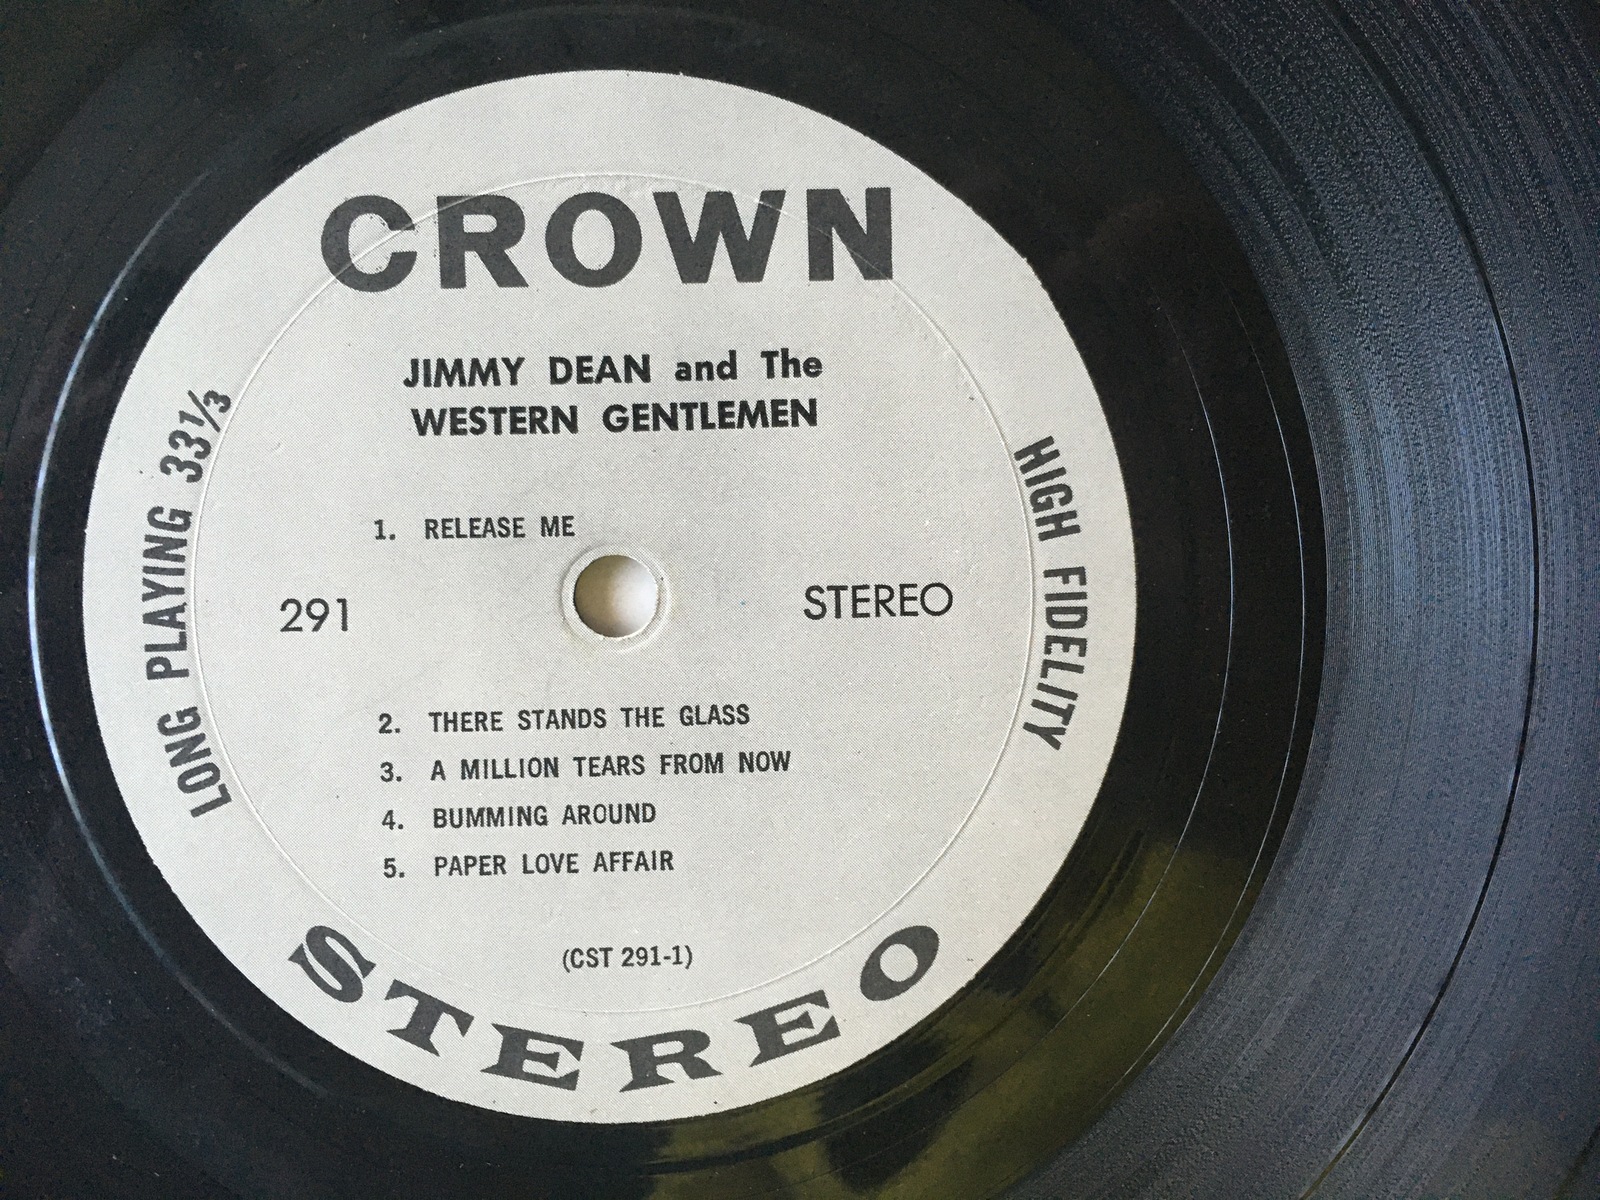 CROWN
JIMMY DEAN and The
WESTERN GENTLEMEN
LONG PLAYING 33⅓
HIGH FIDELITY
1. RELEASE ME
291
STEREO
2. THERE STANDS THE GLASS
3. A MILLION TEARS FROM NOW
4. BUMMING AROUND
5. PAPER LOVE AFFAIR
(CST 291-1)
STEREO